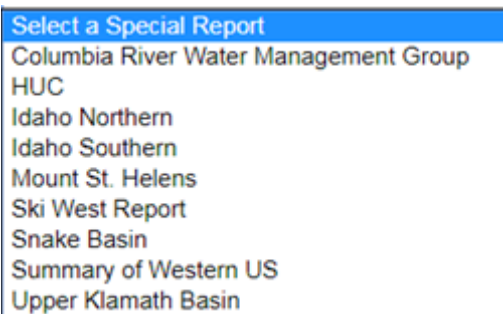 Select a Special Report
Columbia River Water Management Group
HUC
Idaho Northern
Idaho Southern
Mount St. Helens
Ski West Report
Snake Basin
Summary of Western US
Upper Klamath Basin